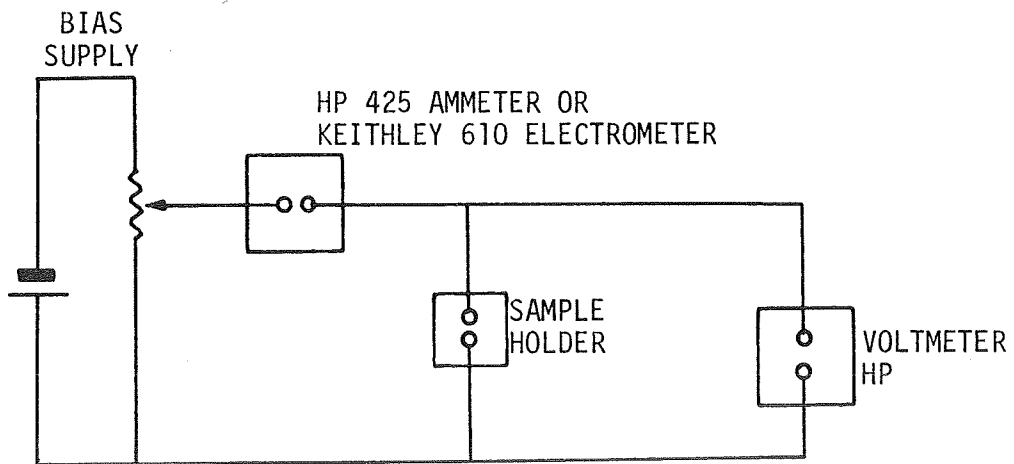 BIAS
SUPPLY
HP 425 AMMETER OR
KEITHLEY 610 ELECTROMETER
SAMPLE
HOLDER
VOLTMETER
HP